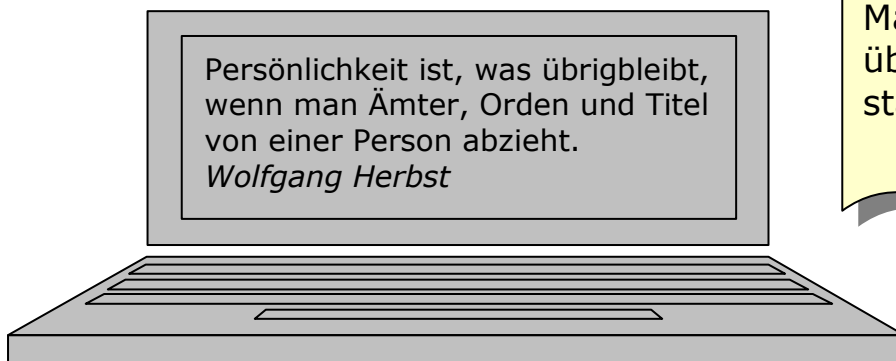 Persönlichkeit ist, was übrigbleibt,
wenn man Ämter, Orden und Titel
von einer Person abzieht.
Wolfgang Herbst